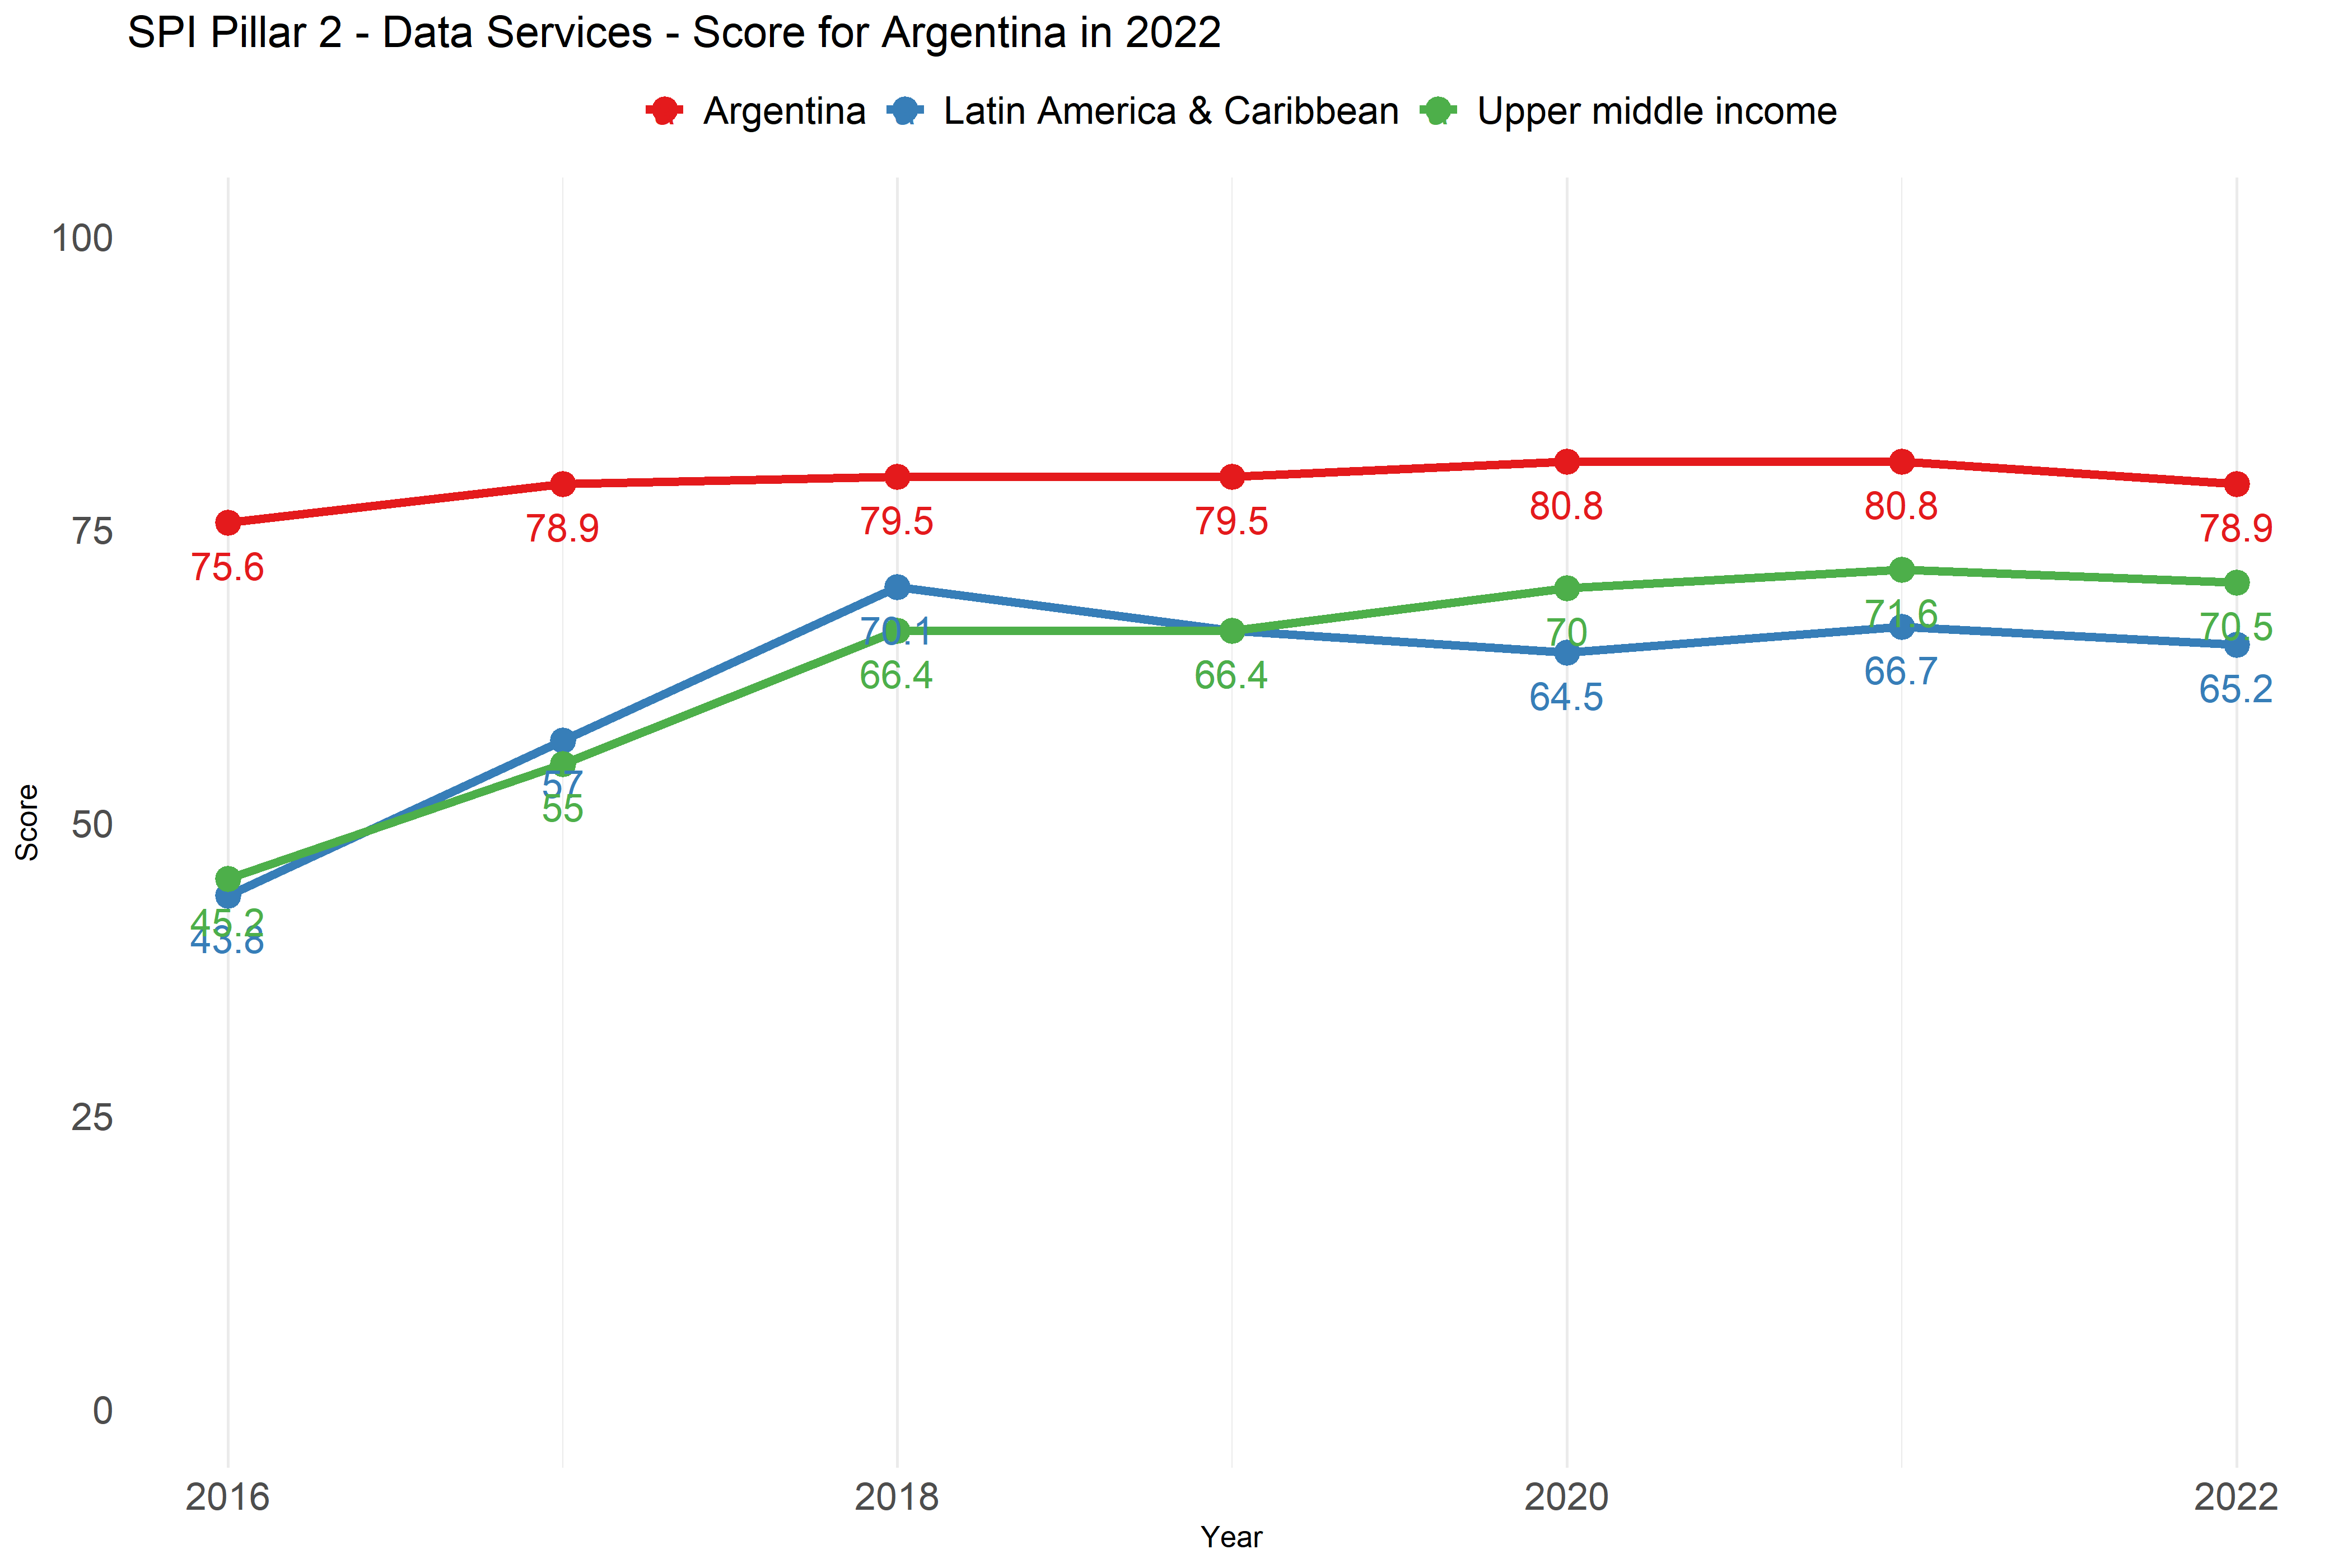 SPI Pillar 2 - Data Services - Score for Argentina in 2022
Argentina Latin America & Caribbean Upper middle income
100
75
50
25
0
Score
75.6 78.9 79.5 79.5 80.8 80.8 78.9
43.8 57 70.1 64.5 66.7 65.2
45.2 55 66.4 66.4 70 71.6 70.5
2016 2018 2020 2022
Year